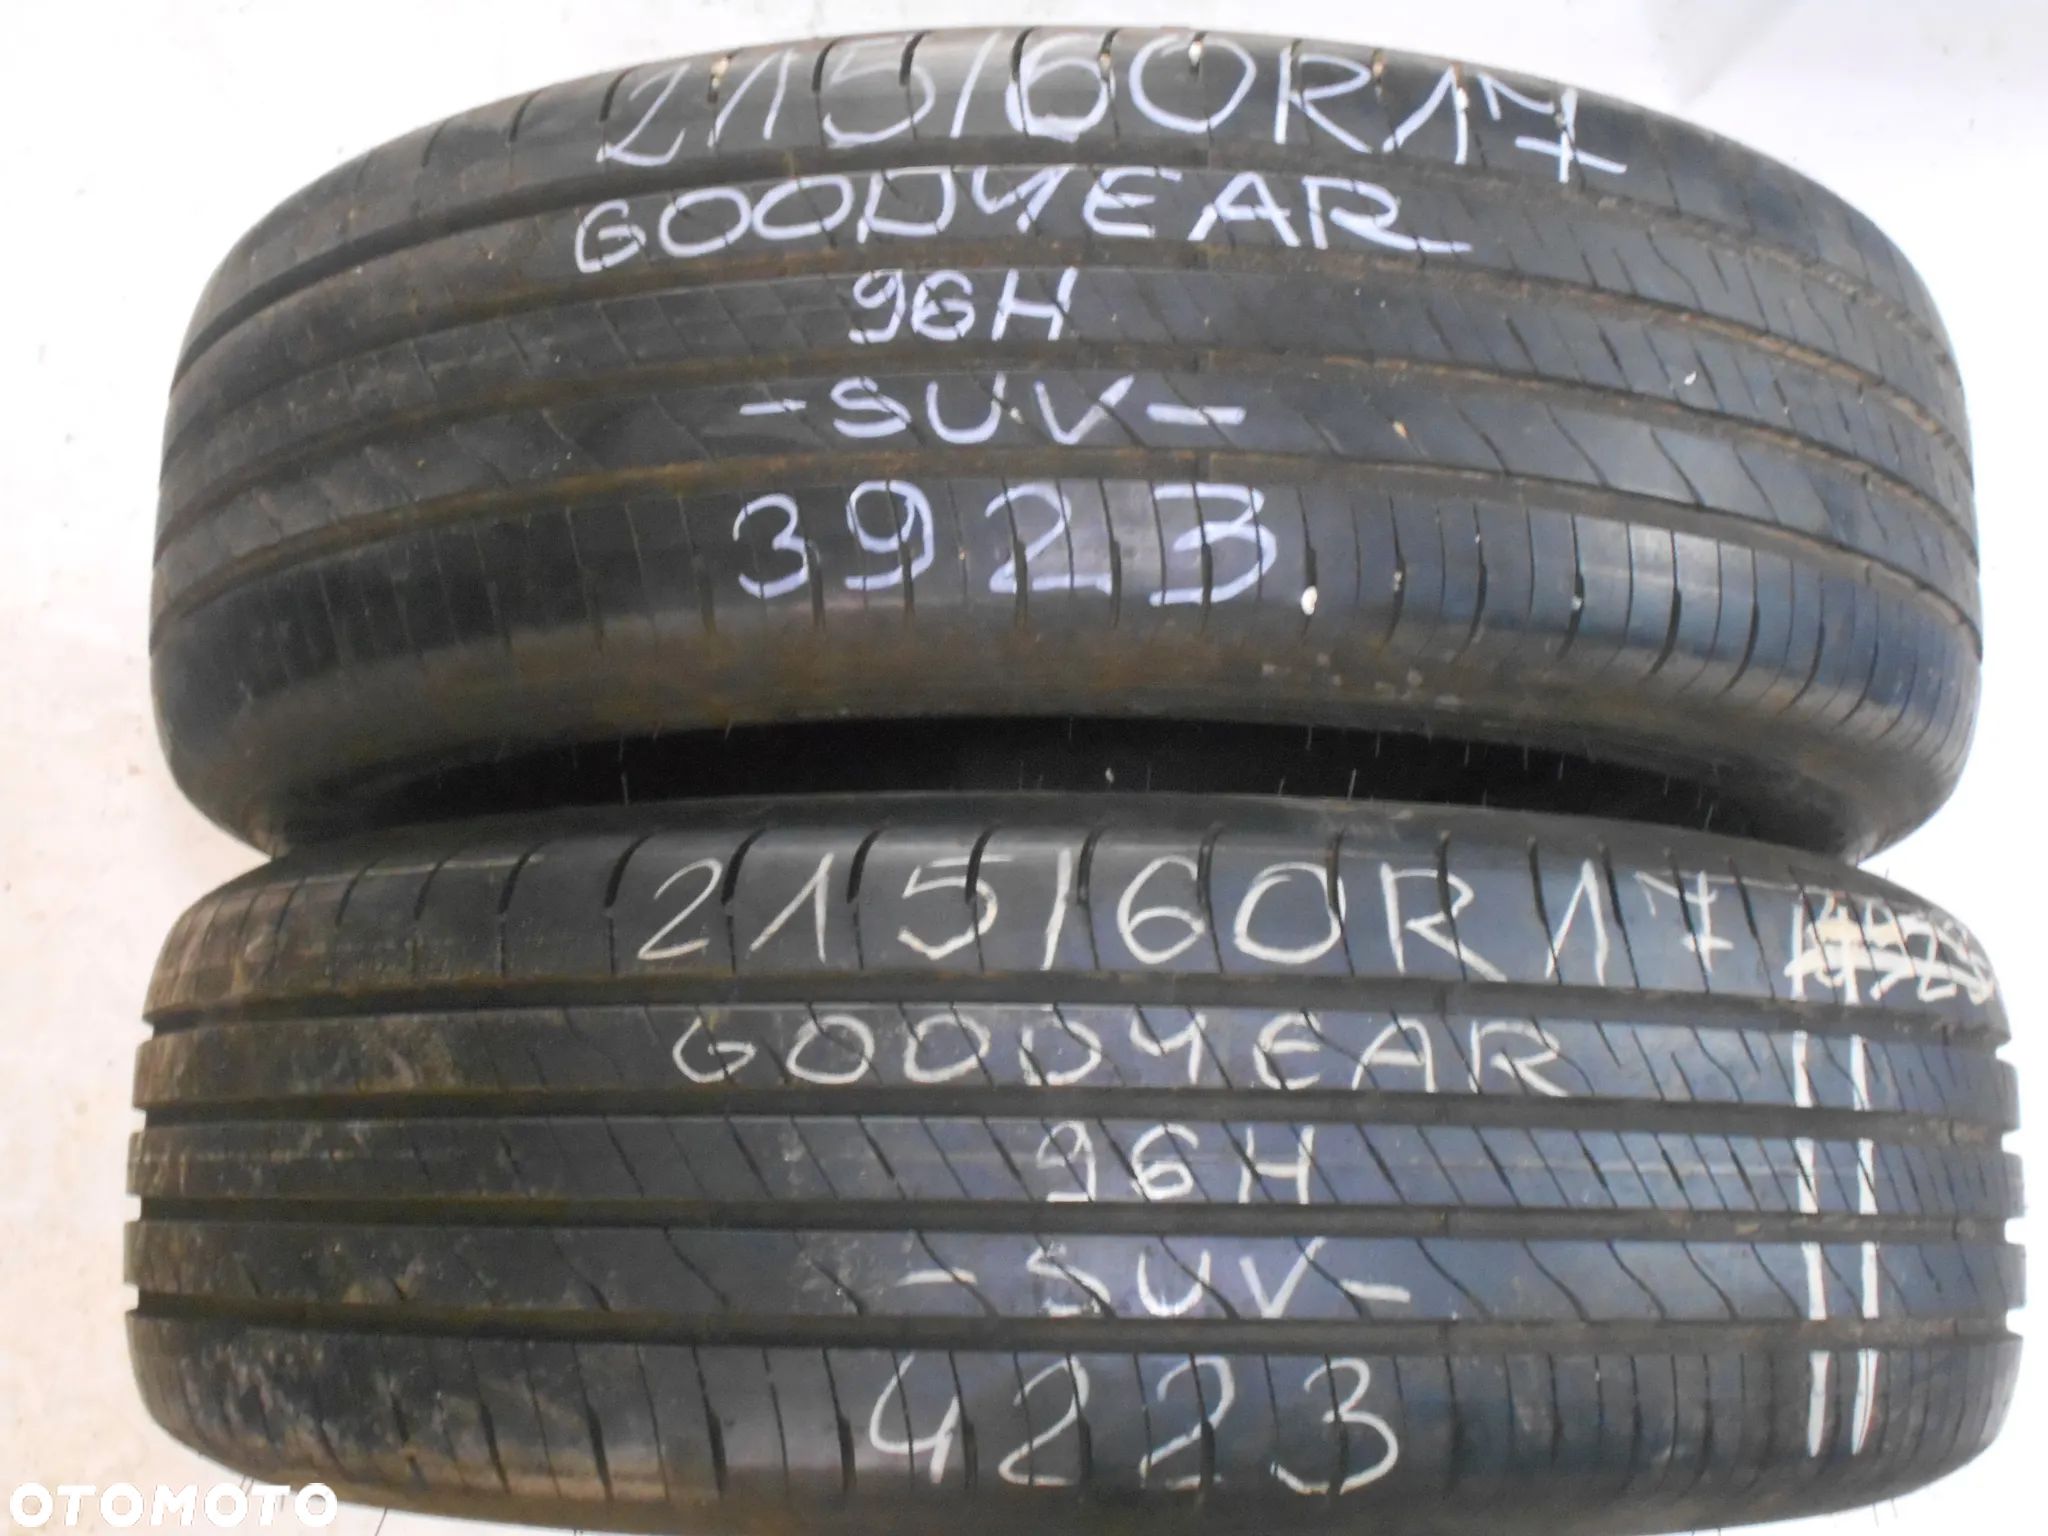 215/60R17
GOODYEAR
96H
-SUV-
3923
215/60R17
GOODYEAR
96H
-SUV-
4223
OTOMOTO